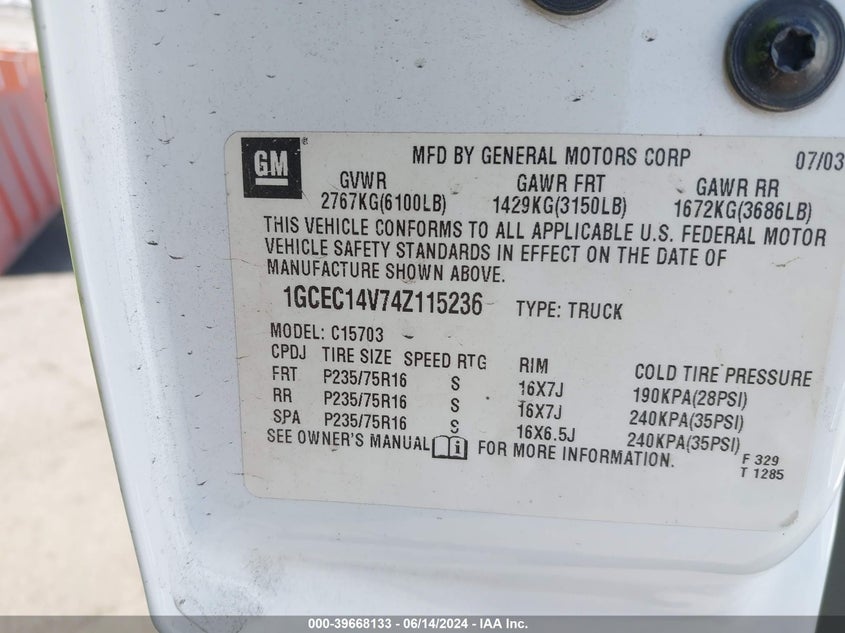 GM ®
MFD BY GENERAL MOTORS CORP 07/03
GVWR GAWR FRT GAWR RR
2767KG(6100LB) 1429KG(3150LB) 1672KG(3686LB)
THIS VEHICLE CONFORMS TO ALL APPLICABLE U.S. FEDERAL MOTOR
VEHICLE SAFETY STANDARDS IN EFFECT ON THE DATE OF
MANUFACTURE SHOWN ABOVE.
1GCEC14V74Z115236 TYPE: TRUCK
MODEL: C15703
CPDJ TIRE SIZE SPEED RTG RIM COLD TIRE PRESSURE
FRT P235/75R16 S 16X7J 190KPA(28PSI)
RR P235/75R16 S 16X7J 240KPA(35PSI)
SPA P235/75R16 S 16X6.5J 240KPA(35PSI)
SEE OWNER'S MANUAL i FOR MORE INFORMATION.
F 329
T 1285
000-39668133 - 06/14/2024 - IAA Inc.